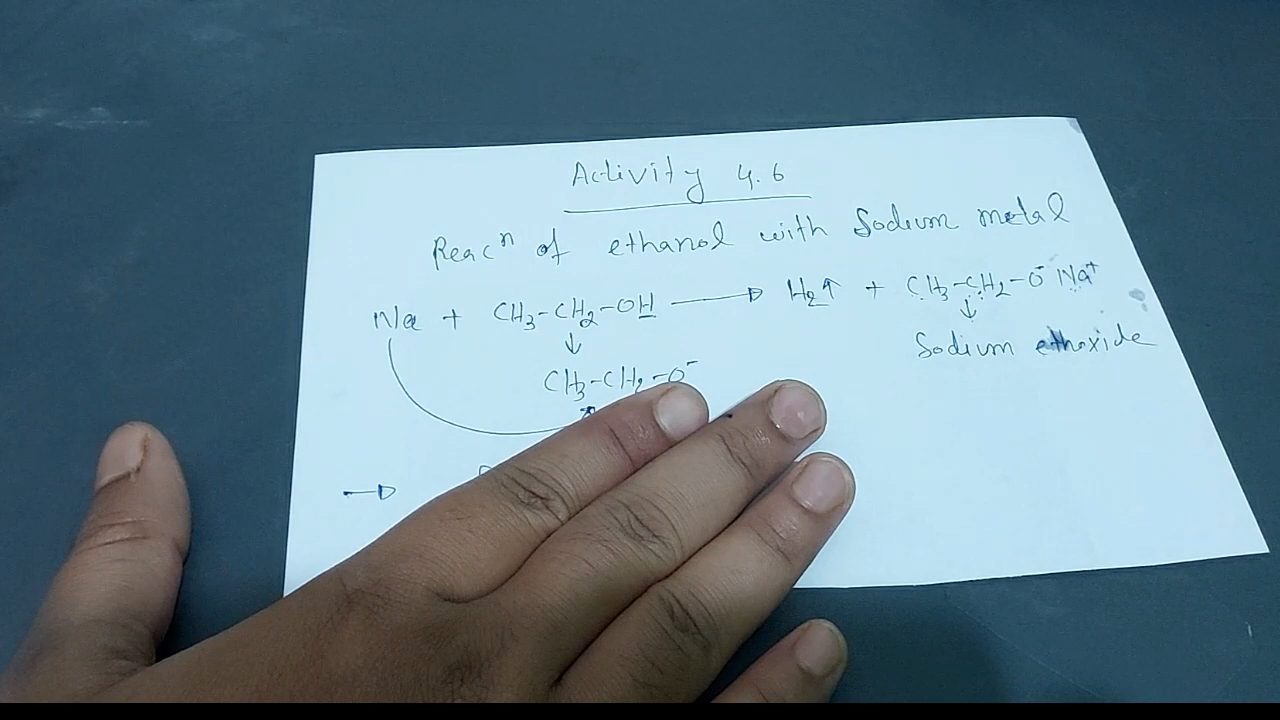 Activity 4.6
Reacⁿ of ethanol with Sodium metal
Na + CH₃-CH₂-OH → H₂↑ + CH₃-CH₂-O⁻ Na⁺
↓ ↓
Sodium ethoxide
CH₃-CH₂-O⁻
→